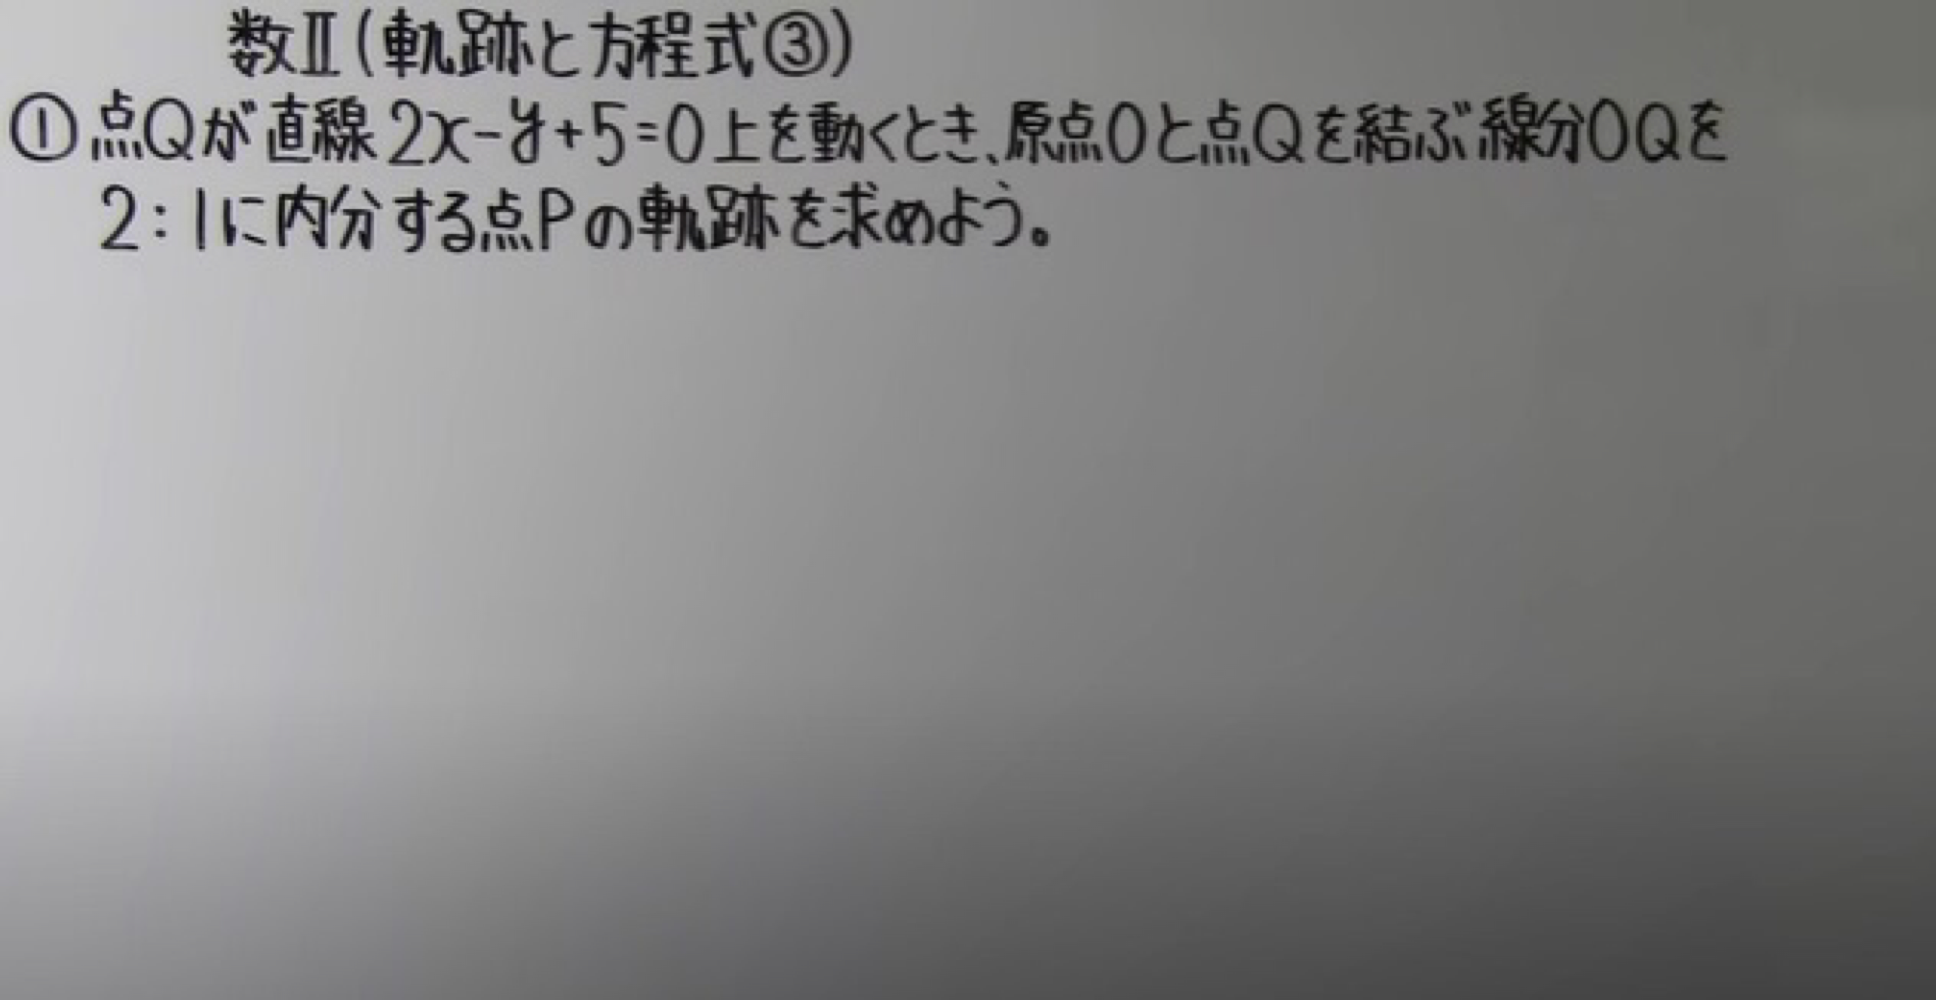 数Ⅱ(軌跡と方程式③)
①点Qが直線2x-y+5=0上を動くとき、原点Oと点Qを結ぶ線分OQを
2:1に内分する点Pの軌跡を求めよう。